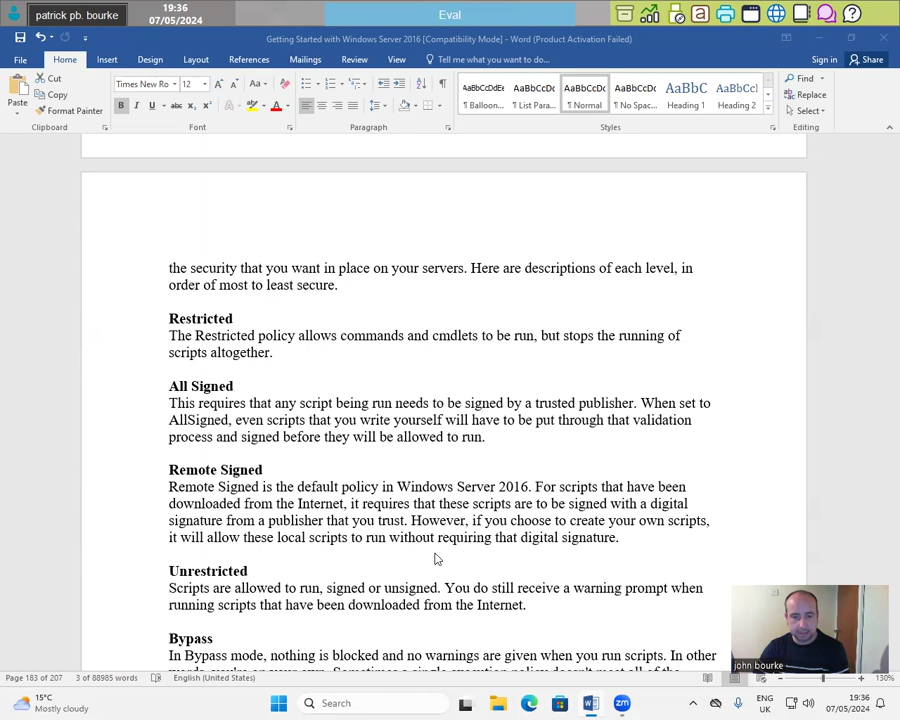 patrick pb. bourke
19:36
07/05/2024
Eval
Getting Started with Windows Server 2016 [Compatibility Mode] - Word (Product Activation Failed)
File
Home
Insert
Design
Layout
References
Mailings
Review
View
Tell me what you want to do...
Sign in
Share
Paste
Cut
Copy
Format Painter
Clipboard
Times New Ro
12
Font
Paragraph
AaBbCcDdEe
¶ Balloon...
AaBbCcDc
¶ List Para...
AaBbCcDc
¶ Normal
AaBbCcDc
¶ No Spac...
AaBbC
Heading 1
AaBbCcl
Heading 2
Styles
Find
Replace
Select
Editing
the security that you want in place on your servers. Here are descriptions of each level, in
order of most to least secure.
Restricted
The Restricted policy allows commands and cmdlets to be run, but stops the running of
scripts altogether.
All Signed
This requires that any script being run needs to be signed by a trusted publisher. When set to
AllSigned, even scripts that you write yourself will have to be put through that validation
process and signed before they will be allowed to run.
Remote Signed
Remote Signed is the default policy in Windows Server 2016. For scripts that have been
downloaded from the Internet, it requires that these scripts are to be signed with a digital
signature from a publisher that you trust. However, if you choose to create your own scripts,
it will allow these local scripts to run without requiring that digital signature.
Unrestricted
Scripts are allowed to run, signed or unsigned. You do still receive a warning prompt when
running scripts that have been downloaded from the Internet.
Bypass
In Bypass mode, nothing is blocked and no warnings are given when you run scripts. In other
john bourke
Page 183 of 207
3 of 88985 words
English (United States)
130%
15°C
Mostly cloudy
Search
ENG
UK
19:36
07/05/2024